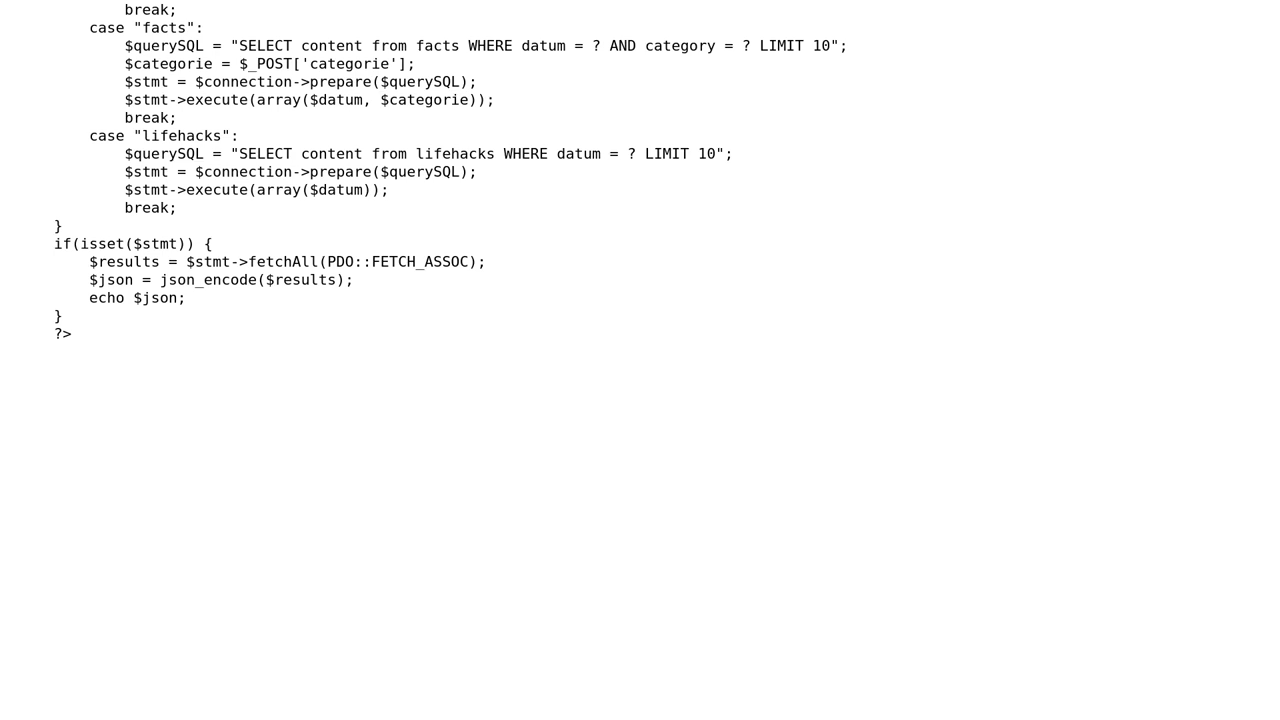 break;
case "facts":
$querySQL = "SELECT content from facts WHERE datum = ? AND category = ? LIMIT 10";
$categorie = $_POST['categorie'];
$stmt = $connection->prepare($querySQL);
$stmt->execute(array($datum, $categorie));
break;
case "lifehacks":
$querySQL = "SELECT content from lifehacks WHERE datum = ? LIMIT 10";
$stmt = $connection->prepare($querySQL);
$stmt->execute(array($datum));
break;
}
if(isset($stmt)) {
$results = $stmt->fetchAll(PDO::FETCH_ASSOC);
$json = json_encode($results);
echo $json;
}
?>